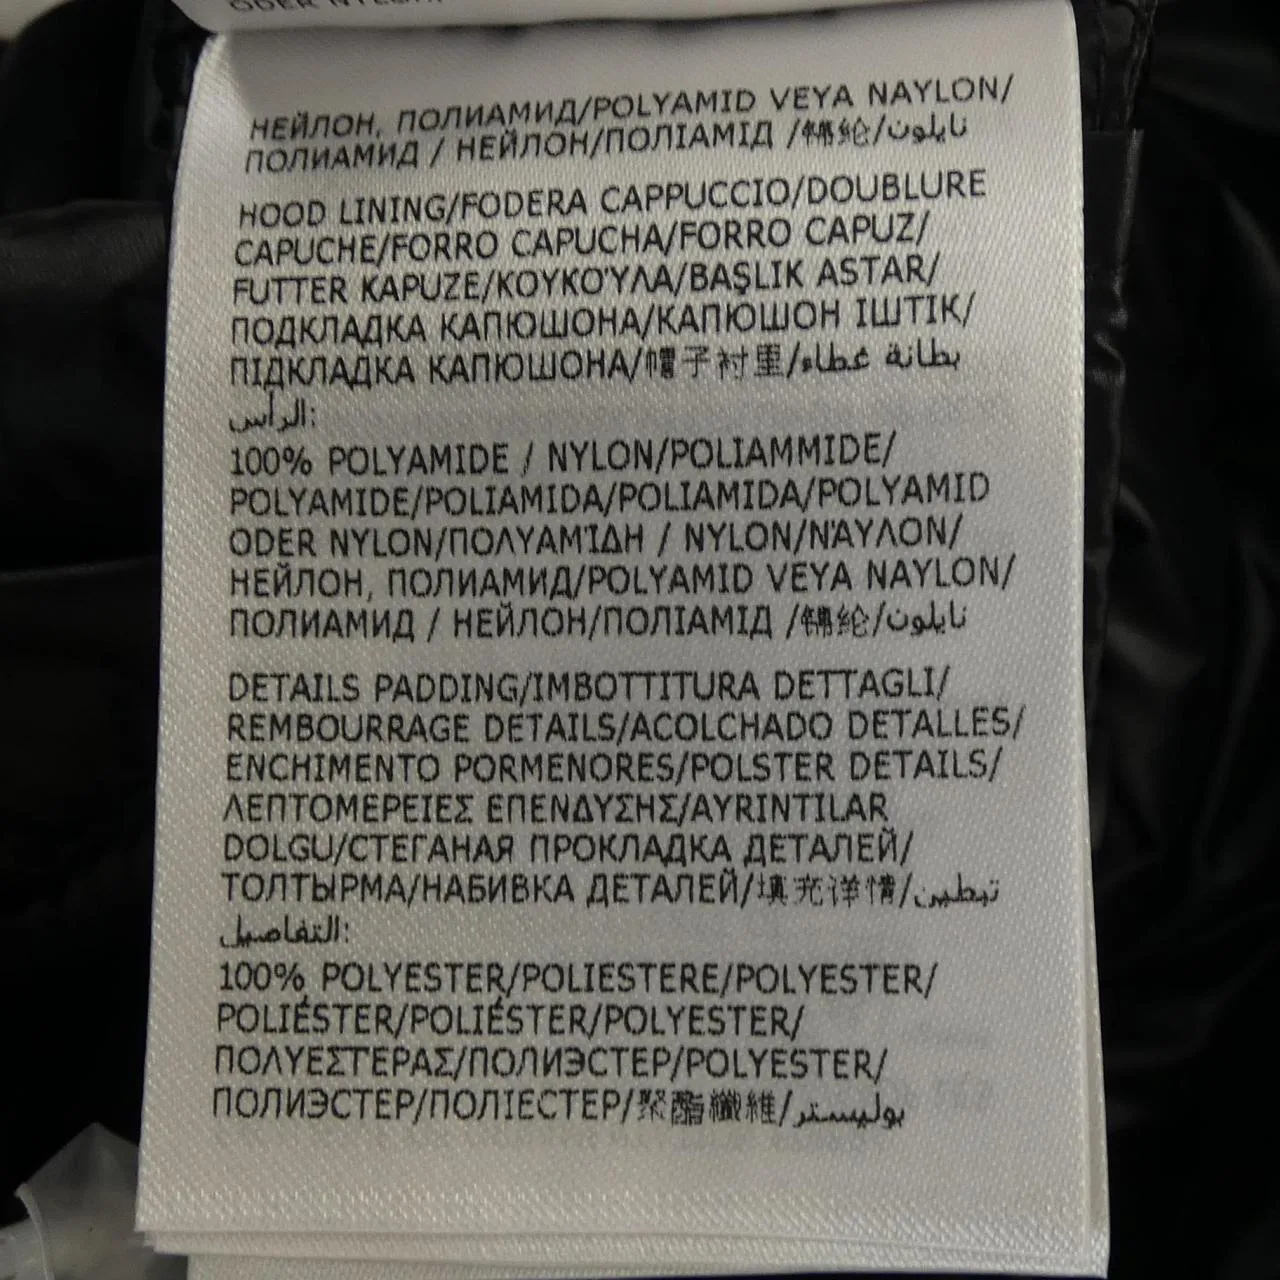 ODER NYLON/
НЕЙЛОН, ПОЛИАМИД/POLYAMID VEYA NAYLON/
ПОЛИАМИД / НЕЙЛОН/ПОЛІАМІД /锦纶/نايلون
HOOD LINING/FODERA CAPPUCCIO/DOUBLURE
CAPUCHE/FORRO CAPUCHA/FORRO CAPUZ/
FUTTER KAPUZE/ΚΟΥΚΟΎΛΑ/BAŞLIK ASTAR/
ПОДКЛАДКА КАПЮШОНА/КАПЮШОН ІШТІК/
ПІДКЛАДКА КАПЮШОНА/帽子衬里/بطانة غطاء
الرأس:
100% POLYAMIDE / NYLON/POLIAMMIDE/
POLYAMIDE/POLIAMIDA/POLIAMIDA/POLYAMID
ODER NYLON/ΠΟΛΥΑΜΊΔΗ / NYLON/ΝΆΥΛΟΝ/
НЕЙЛОН, ПОЛИАМИД/POLYAMID VEYA NAYLON/
ПОЛИАМИД / НЕЙЛОН/ПОЛІАМІД /锦纶/نايلون
DETAILS PADDING/IMBOTTITURA DETTAGLI/
REMBOURRAGE DETAILS/ACOLCHADO DETALLES/
ENCHIMENTO PORMENORES/POLSTER DETAILS/
ΛΕΠΤΟΜΕΡΕΙΕΣ ΕΠΕΝΔΥΣΗΣ/AYRINTILAR
DOLGU/СТЕГАНАЯ ПРОКЛАДКА ДЕТАЛЕЙ/
ТОЛТЫРМА/НАБИВКА ДЕТАЛЕЙ/填充详情/تبطين
التفاصيل:
100% POLYESTER/POLIESTERE/POLYESTER/
POLIÉSTER/POLIÉSTER/POLYESTER/
ΠΟΛΥΕΣΤΕΡΑΣ/ПОЛИЭСТЕР/POLYESTER/
ПОЛИЭСТЕР/ПОЛІЕСТЕР/聚酯纖維/بوليستر